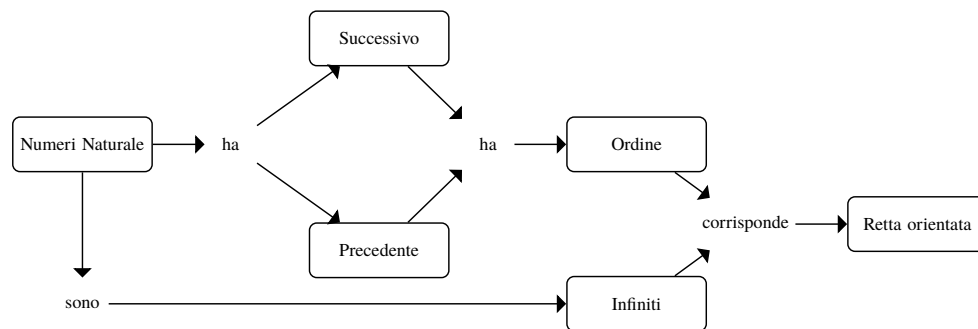 Successivo
Numeri Naturale
ha
ha
Ordine
corrisponde
Retta orientata
Precedente
sono
Infiniti